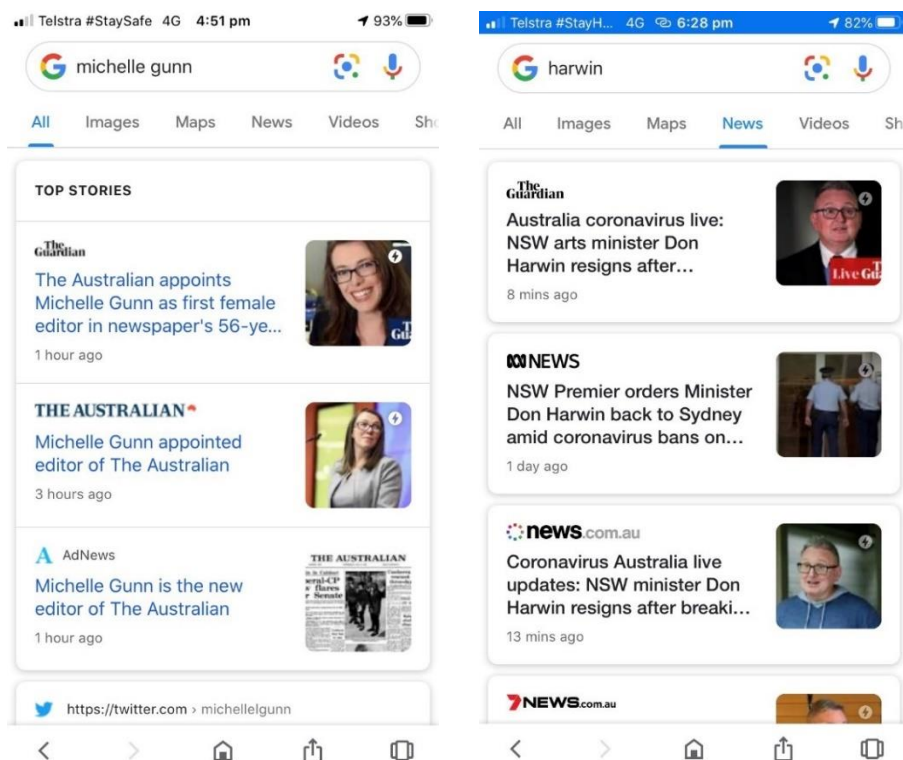 Telstra #StaySafe 4G 4:51 pm 93%
michelle gunn
All Images Maps News Videos
TOP STORIES
The Guardian
The Australian appoints
Michelle Gunn as first female
editor in newspaper's 56-ye...
1 hour ago
THE AUSTRALIAN
Michelle Gunn appointed
editor of The Australian
3 hours ago
A AdNews
Michelle Gunn is the new
editor of The Australian
1 hour ago
THE AUSTRALIAN
https://twitter.com › michellelgunn
Telstra #StayH... 4G 6:28 pm 82%
harwin
All Images Maps News Videos
The Guardian
Australia coronavirus live:
NSW arts minister Don
Harwin resigns after...
8 mins ago
Live
ABC NEWS
NSW Premier orders Minister
Don Harwin back to Sydney
amid coronavirus bans on...
1 day ago
news.com.au
Coronavirus Australia live
updates: NSW minister Don
Harwin resigns after breaki...
13 mins ago
7NEWS.com.au